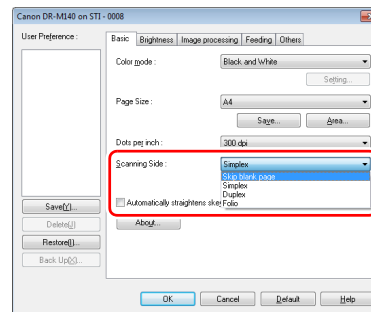 Canon DR-M140 on STI - 0008
User Preference :
Basic Brightness Image processing Feeding Others
Color mode : Black and White
Setting...
Page Size : A4
Save... Area...
Dots per inch : 300 dpi
Scanning Side : Simplex
Skip blank page
Simplex
Duplex
Folio
Automatically straightens
About...
Save(Y)...
Delete(J)
Restore(I)...
Back Up(X)...
OK Cancel Default Help